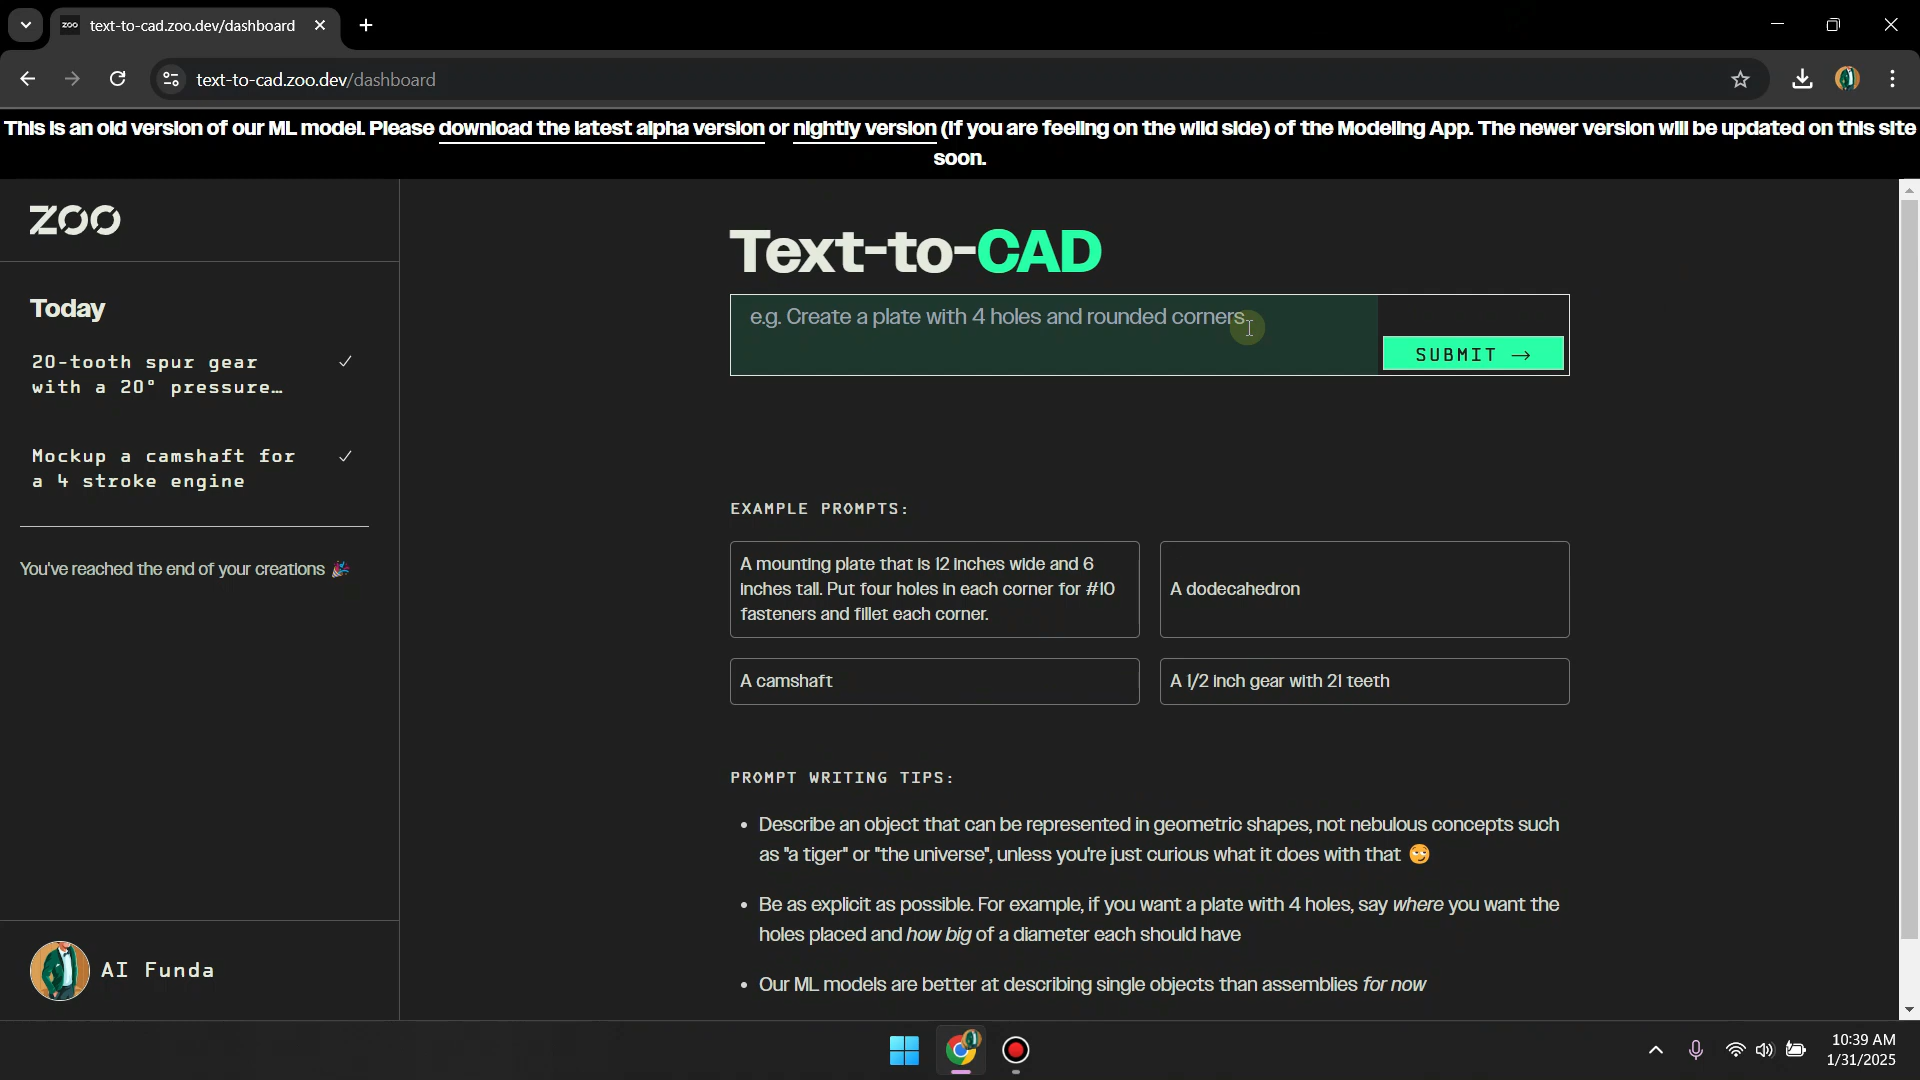 zoo text-to-cad.zoo.dev/dashboard
text-to-cad.zoo.dev/dashboard
This is an old version of our ML model. Please download the latest alpha version or nightly version (if you are feeling on the wild side) of the Modeling App. The newer version will be updated on this site
soon.
ZOO
Today
20-tooth spur gear
with a 20° pressure…
Mockup a camshaft for
a 4 stroke engine
You've reached the end of your creations 🎉
AI Funda
Text-to-CAD
e.g. Create a plate with 4 holes and rounded corners.
SUBMIT →
EXAMPLE PROMPTS:
A mounting plate that is 12 inches wide and 6
inches tall. Put four holes in each corner for #10
fasteners and fillet each corner.
A dodecahedron
A camshaft
A 1/2 inch gear with 21 teeth
PROMPT WRITING TIPS:
• Describe an object that can be represented in geometric shapes, not nebulous concepts such
as "a tiger" or "the universe", unless you're just curious what it does with that 🙄
• Be as explicit as possible. For example, if you want a plate with 4 holes, say where you want the
holes placed and how big of a diameter each should have
• Our ML models are better at describing single objects than assemblies for now
10:39 AM
1/31/2025